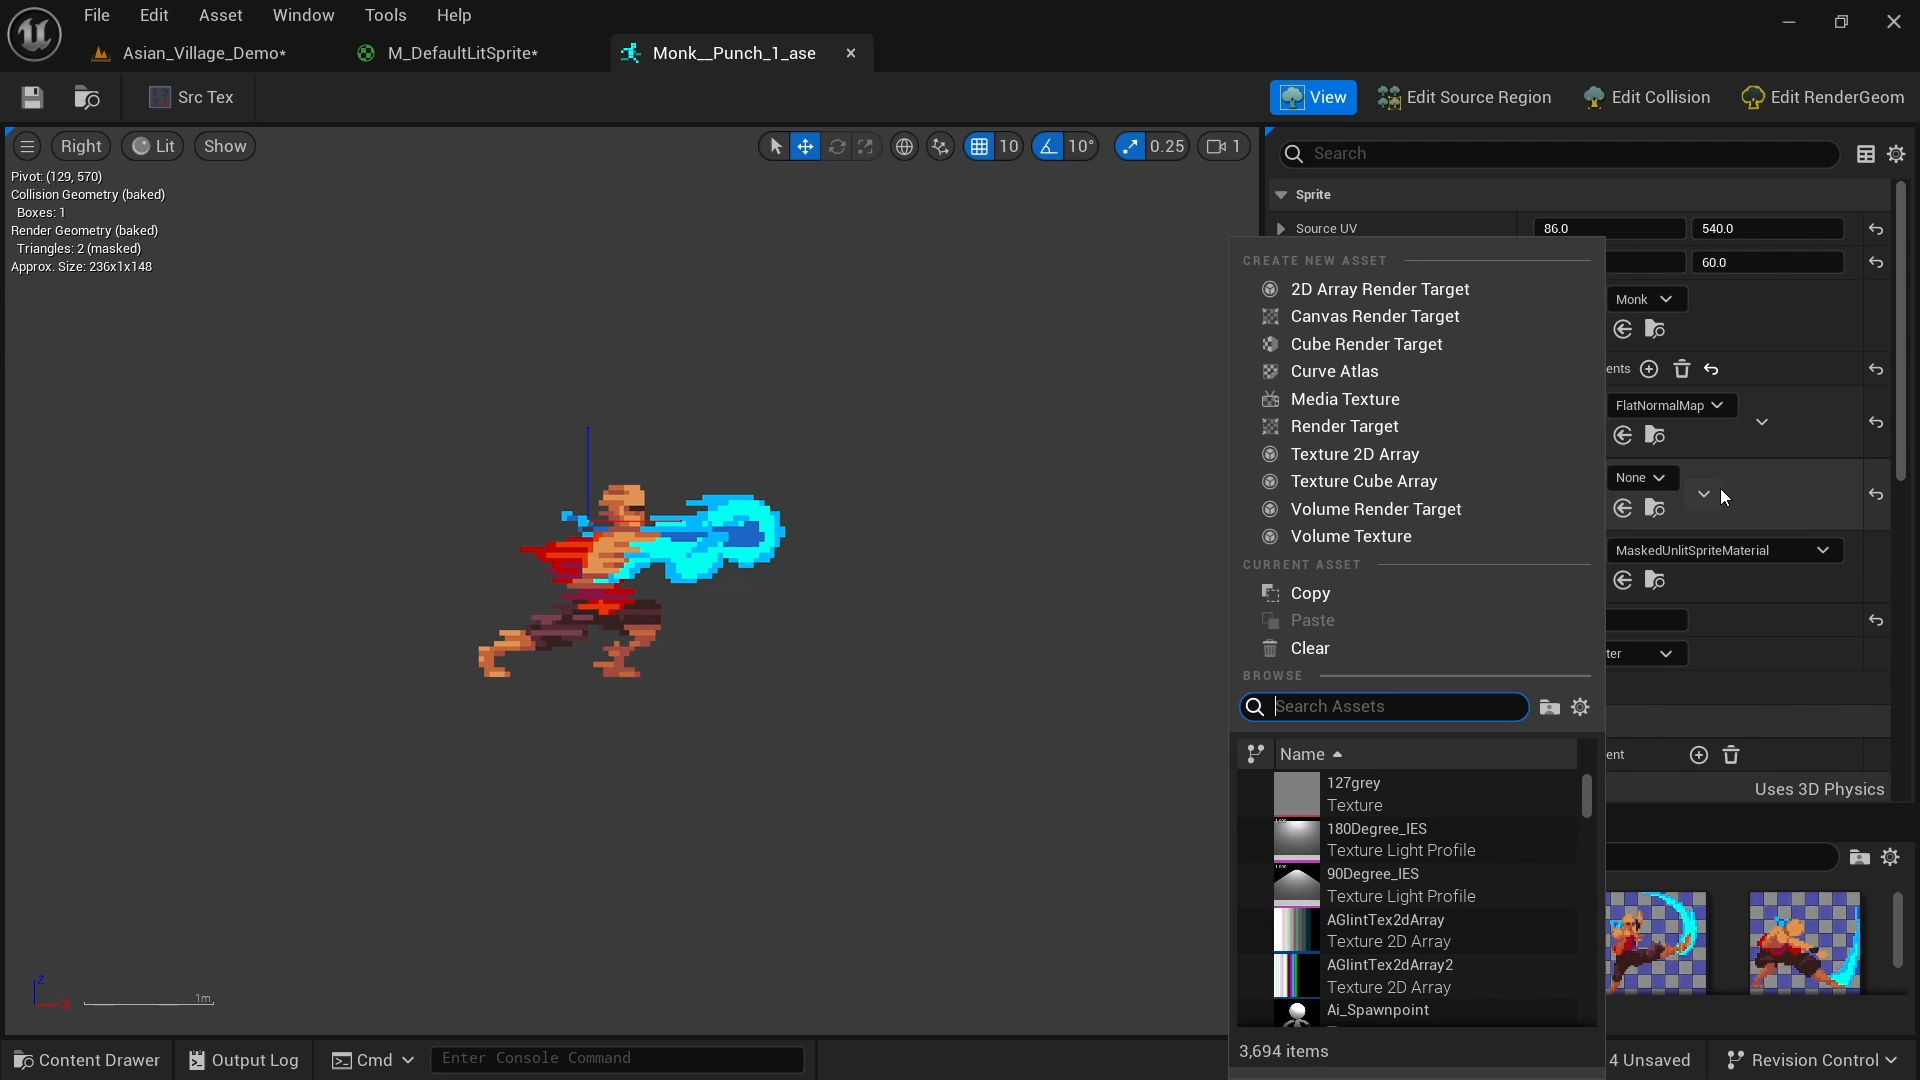 File Edit Asset Window Tools Help
Asian_Village_Demo* M_DefaultLitSprite* Monk__Punch_1_ase
Src Tex View Edit Source Region Edit Collision Edit RenderGeom
Right Lit Show 10 10° 0.25 1 Search
Pivot: (129, 570)
Collision Geometry (baked)
Boxes: 1
Render Geometry (baked)
Triangles: 2 (masked)
Approx. Size: 236x1x148
Sprite
Source UV 86.0 540.0
60.0
Monk
ents
FlatNormalMap
None
MaskedUnlitSpriteMaterial
ter
ent
Uses 3D Physics
CREATE NEW ASSET
2D Array Render Target
Canvas Render Target
Cube Render Target
Curve Atlas
Media Texture
Render Target
Texture 2D Array
Texture Cube Array
Volume Render Target
Volume Texture
CURRENT ASSET
Copy
Paste
Clear
BROWSE
Search Assets
Name
127grey
Texture
180Degree_IES
Texture Light Profile
90Degree_IES
Texture Light Profile
AGlintTex2dArray
Texture 2D Array
AGlintTex2dArray2
Texture 2D Array
Ai_Spawnpoint
3,694 items
Z
1m
Content Drawer Output Log Cmd Enter Console Command 4 Unsaved Revision Control